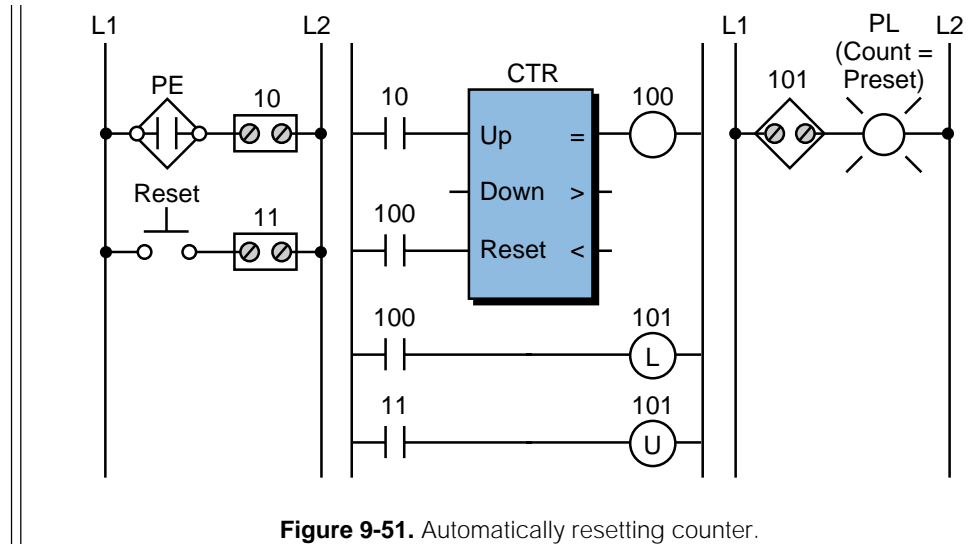 L1 L2 L1 PL L2
(Count =
Preset)
PE 10 CTR 101
10 100
Up =
Reset Down >
11 100
Reset <
100 101
L
11 101
U
Figure 9-51. Automatically resetting counter.